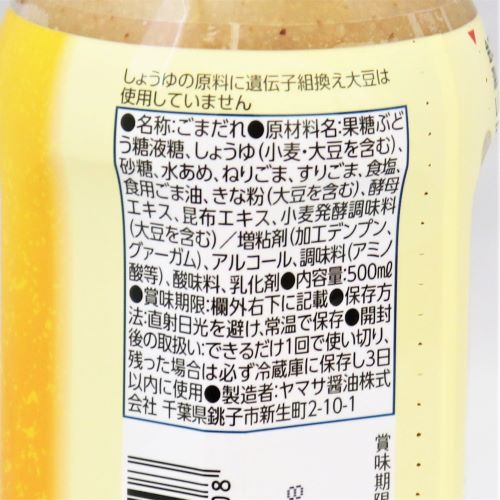 しょうゆの原料に遺伝子組換え大豆は
使用していません
●名称:ごまだれ●原材料名:果糖ぶど
う糖液糖、しょうゆ(小麦・大豆を含む)、
砂糖、水あめ、ねりごま、すりごま、食塩、
食用ごま油、きな粉(大豆を含む)、酵母
エキス、昆布エキス、小麦発酵調味料
(大豆を含む)／増粘剤(加工デンプン、
グァーガム)、アルコール、調味料(アミノ
酸等)、酸味料、乳化剤●内容量:500㎖
●賞味期限:欄外右下に記載●保存方
法:直射日光を避け、常温で保存●開封
後の取扱い:できるだけ1回で使い切り、
残った場合は必ず冷蔵庫に保存し3日
以内に使用●製造者:ヤマサ醤油株式
会社 千葉県銚子市新生町2-10-1
賞味期限